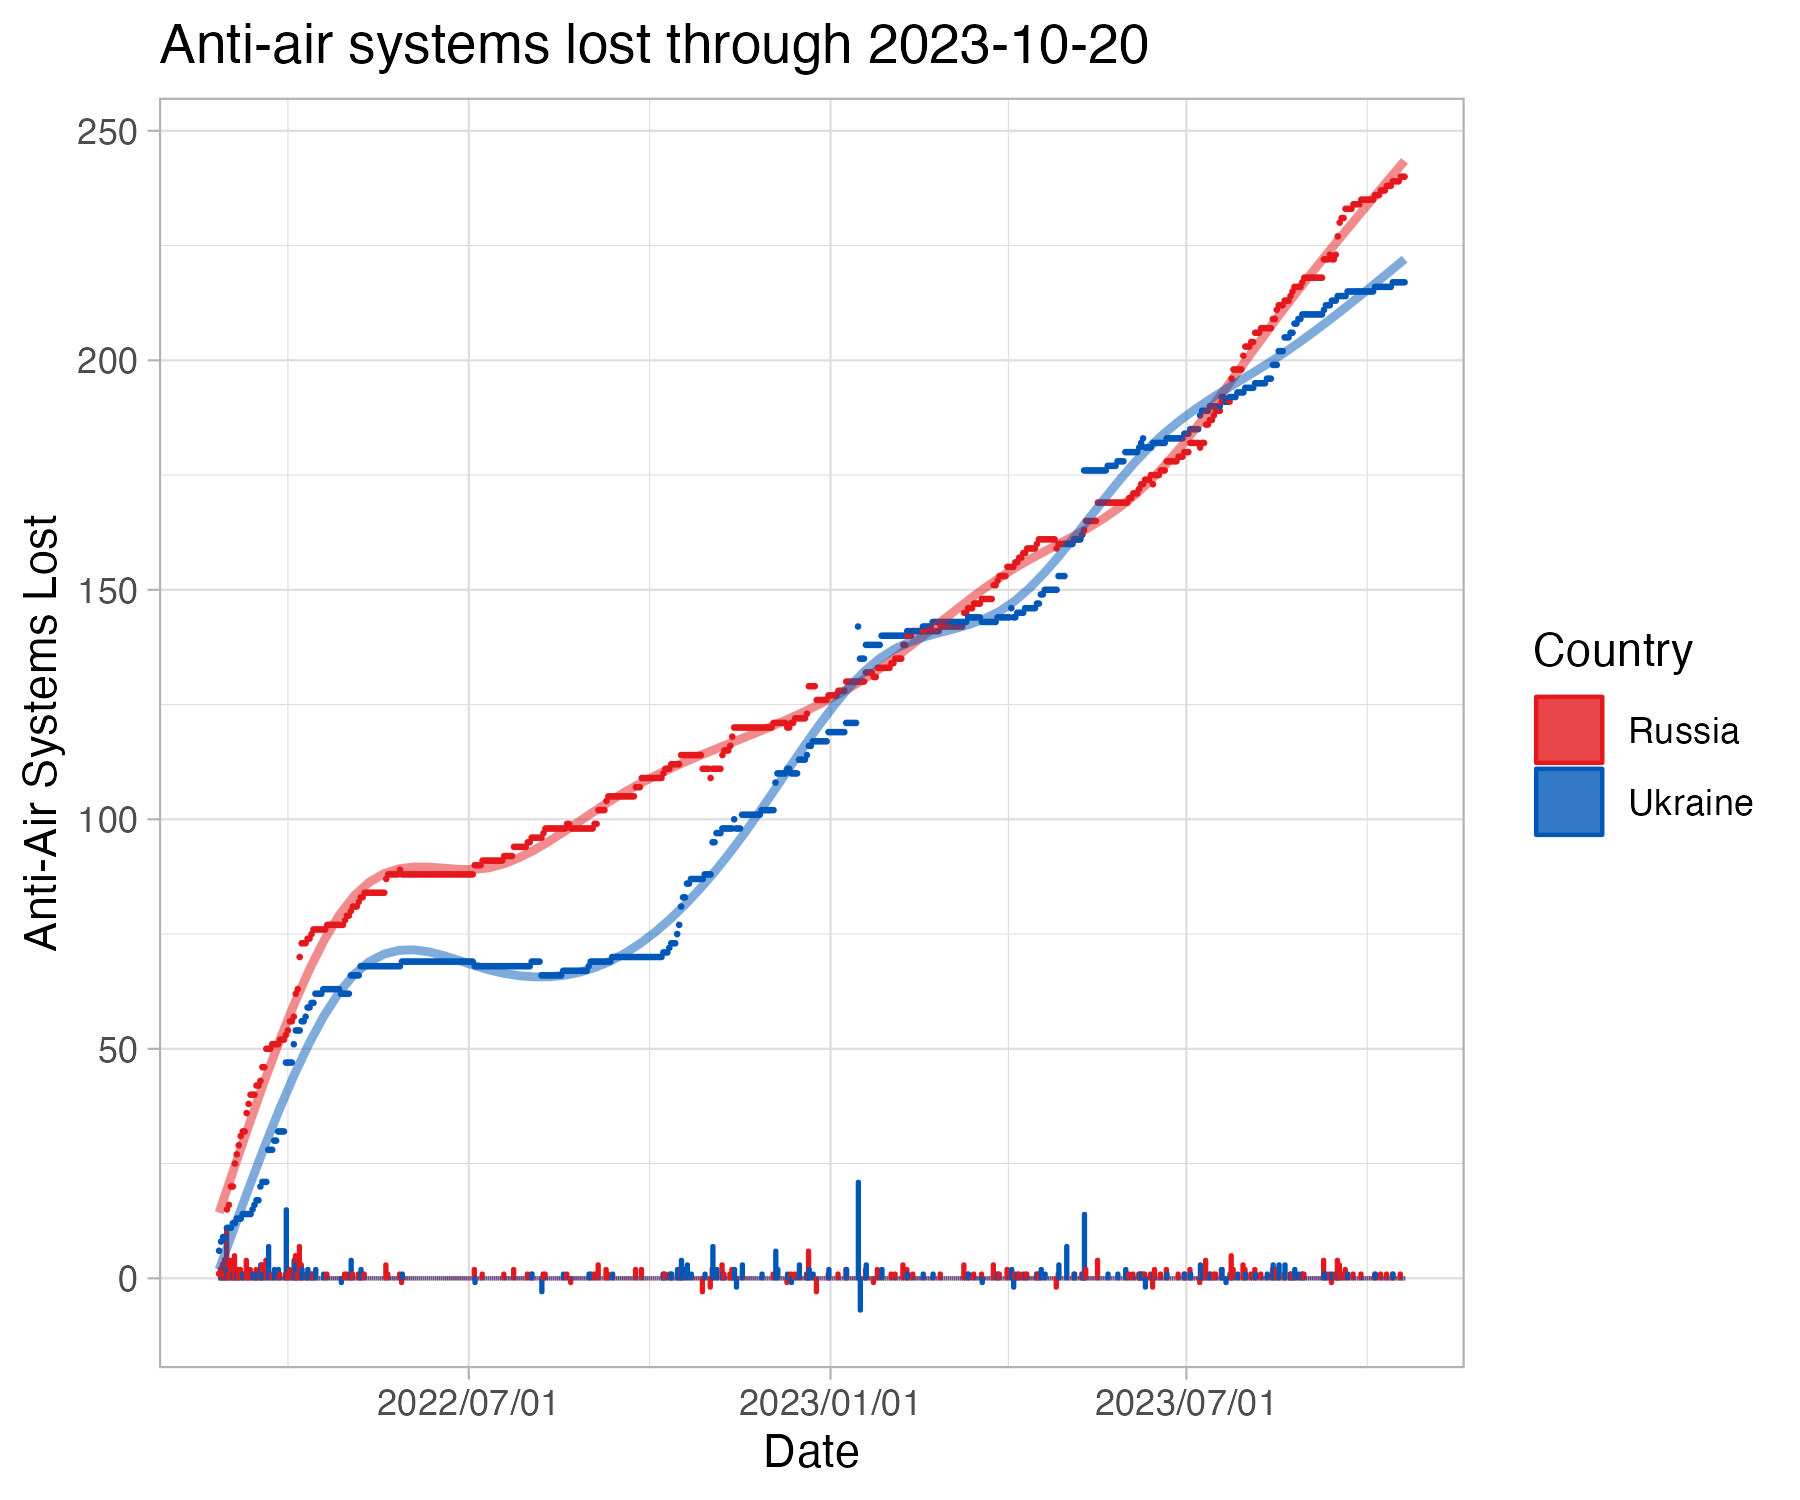 Anti-air systems lost through 2023-10-20
Anti-Air Systems Lost
250
200
150
100
50
0
2022/07/01
2023/01/01
2023/07/01
Date
Country
Russia
Ukraine